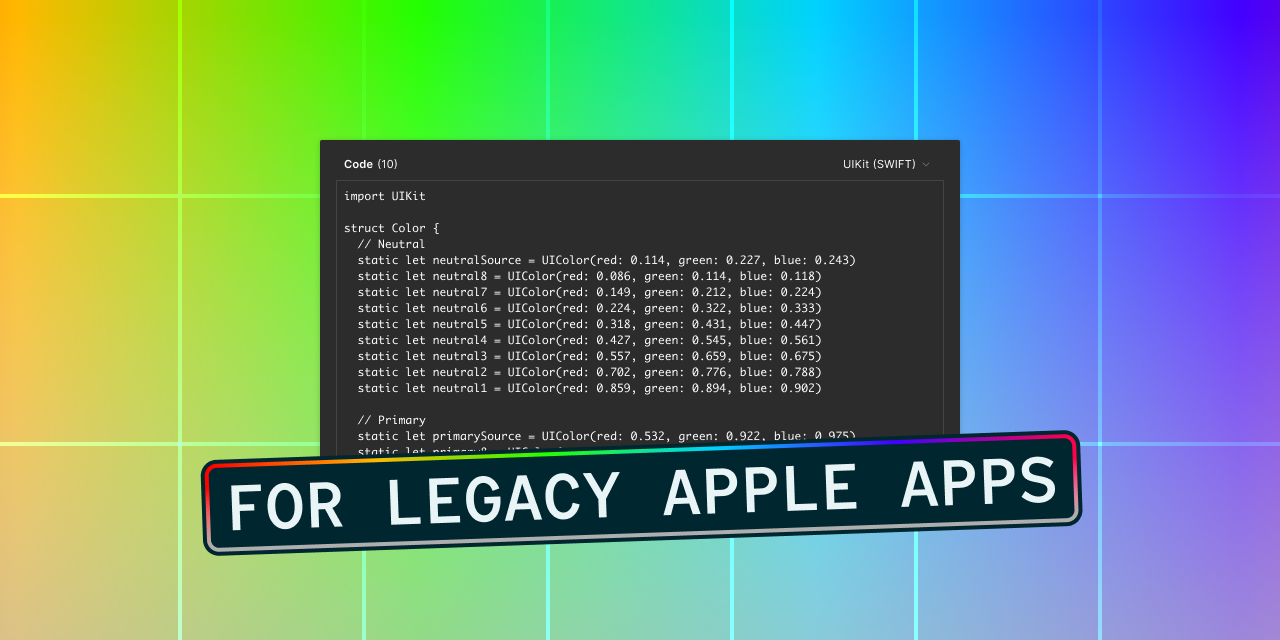 Code (10)
UIKit (SWIFT)
import UIKit
struct Color {
// Neutral
static let neutralSource = UIColor(red: 0.114, green: 0.227, blue: 0.243)
static let neutral8 = UIColor(red: 0.086, green: 0.114, blue: 0.118)
static let neutral7 = UIColor(red: 0.149, green: 0.212, blue: 0.224)
static let neutral6 = UIColor(red: 0.224, green: 0.322, blue: 0.333)
static let neutral5 = UIColor(red: 0.318, green: 0.431, blue: 0.447)
static let neutral4 = UIColor(red: 0.427, green: 0.545, blue: 0.561)
static let neutral3 = UIColor(red: 0.557, green: 0.659, blue: 0.675)
static let neutral2 = UIColor(red: 0.702, green: 0.776, blue: 0.788)
static let neutral1 = UIColor(red: 0.859, green: 0.894, blue: 0.902)
// Primary
static let primarySource = UIColor(red: 0.532, green: 0.922, blue: 0.975)
static let
FOR LEGACY APPLE APPS